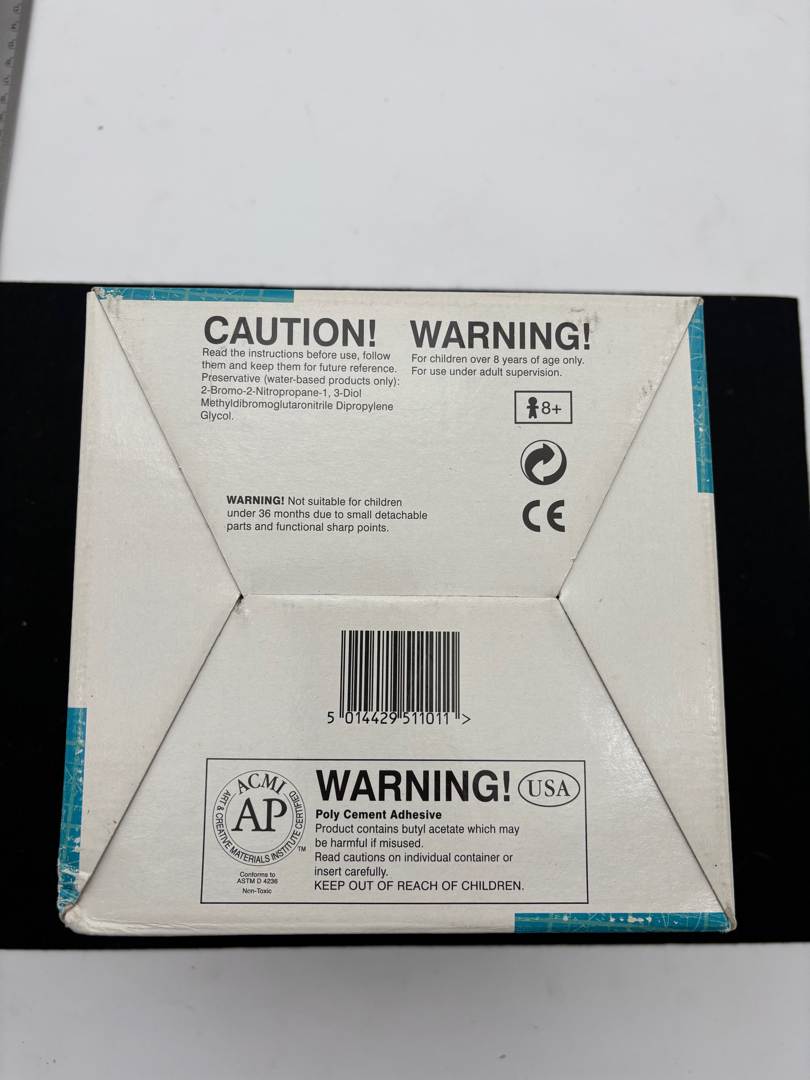 CAUTION!
Read the instructions before use, follow
them and keep them for future reference.
Preservative (water-based products only):
2-Bromo-2-Nitropropane-1, 3-Diol
Methyldibromoglutaronitrile Dipropylene
Glycol.
WARNING!
For children over 8 years of age only.
For use under adult supervision.
8+
CE
WARNING! Not suitable for children
under 36 months due to small detachable
parts and functional sharp points.
5 014429 511011 >
ACMI
AP
ART & CREATIVE MATERIALS INSTITUTE CERTIFIED
TM
Conforms to
ASTM D 4236
Non-Toxic
WARNING! USA
Poly Cement Adhesive
Product contains butyl acetate which may
be harmful if misused.
Read cautions on individual container or
insert carefully.
KEEP OUT OF REACH OF CHILDREN.